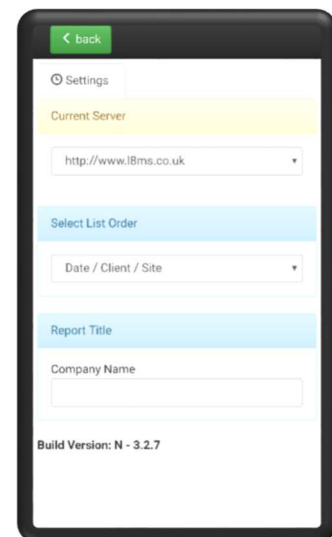 back
Settings
Current Server
http://www.l8ms.co.uk
Select List Order
Date / Client / Site
Report Title
Company Name
Build Version: N - 3.2.7